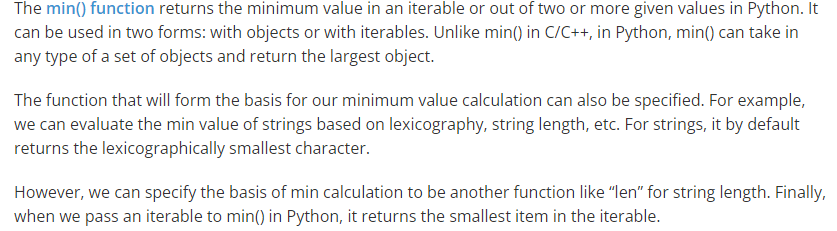 The min() function returns the minimum value in an iterable or out of two or more given values in Python. It
can be used in two forms: with objects or with iterables. Unlike min() in C/C++, in Python, min() can take in
any type of a set of objects and return the largest object.
The function that will form the basis for our minimum value calculation can also be specified. For example,
we can evaluate the min value of strings based on lexicography, string length, etc. For strings, it by default
returns the lexicographically smallest character.
However, we can specify the basis of min calculation to be another function like “len” for string length. Finally,
when we pass an iterable to min() in Python, it returns the smallest item in the iterable.